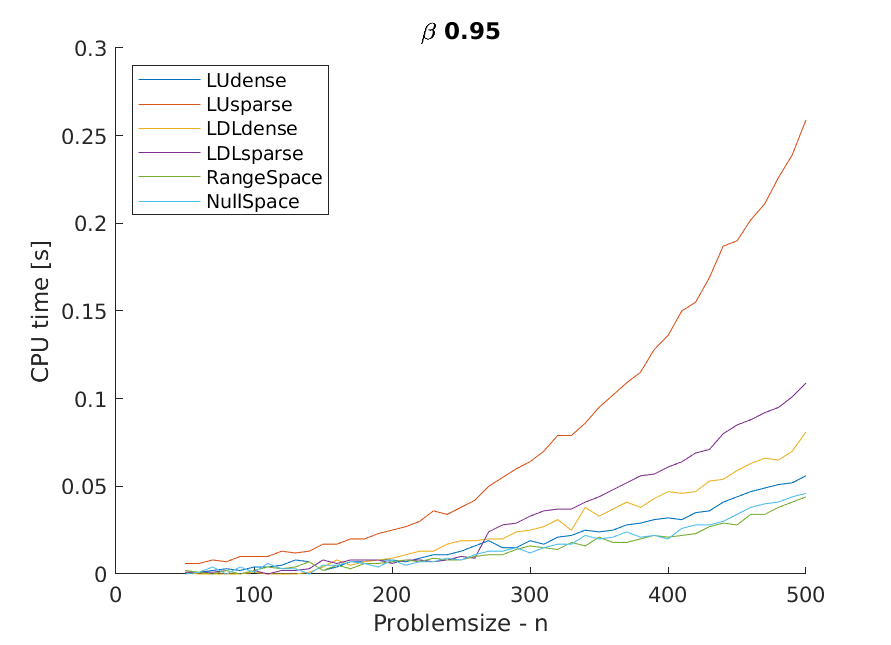 β 0.95
0.3
0.25
0.2
0.15
0.1
0.05
0
CPU time [s]
LUdense
LUsparse
LDLdense
LDLsparse
RangeSpace
NullSpace
0 100 200 300 400 500
Problemsize - n